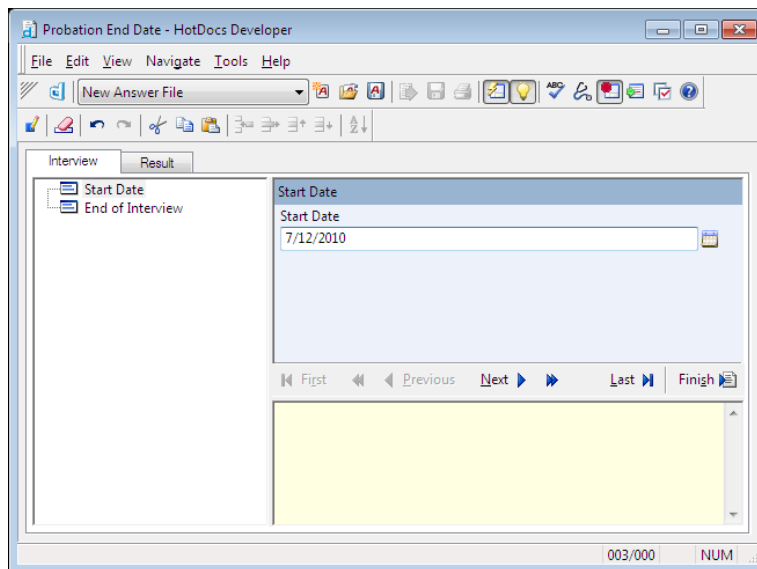 Probation End Date - HotDocs Developer
File Edit View Navigate Tools Help
New Answer File
Interview Result
Start Date
End of Interview
Start Date
Start Date
7/12/2010
First Previous Next Last Finish
003/000 NUM